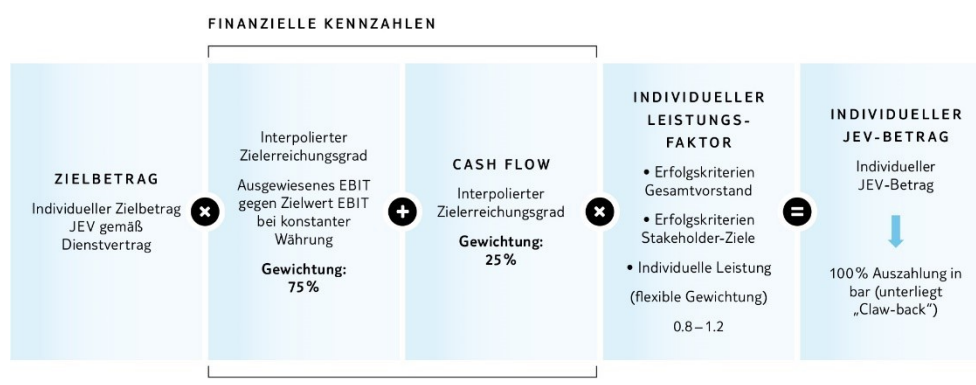 FINANZIELLE KENNZAHLEN
ZIELBETRAG
Individueller Zielbetrag
JEV gemäß
Dienstvertrag
×
Interpolierter
Zielerreichungsgrad
Ausgewiesenes EBIT
gegen Zielwert EBIT
bei konstanter
Währung
Gewichtung:
75 %
+
CASH FLOW
Interpolierter
Zielerreichungsgrad
Gewichtung:
25 %
×
INDIVIDUELLER
LEISTUNGS-
FAKTOR
• Erfolgskriterien
Gesamtvorstand
• Erfolgskriterien
Stakeholder-Ziele
• Individuelle Leistung
(flexible Gewichtung)
0.8 – 1.2
=
INDIVIDUELLER
JEV-BETRAG
Individueller
JEV-Betrag
100 % Auszahlung in
bar (unterliegt
„Claw-back“)